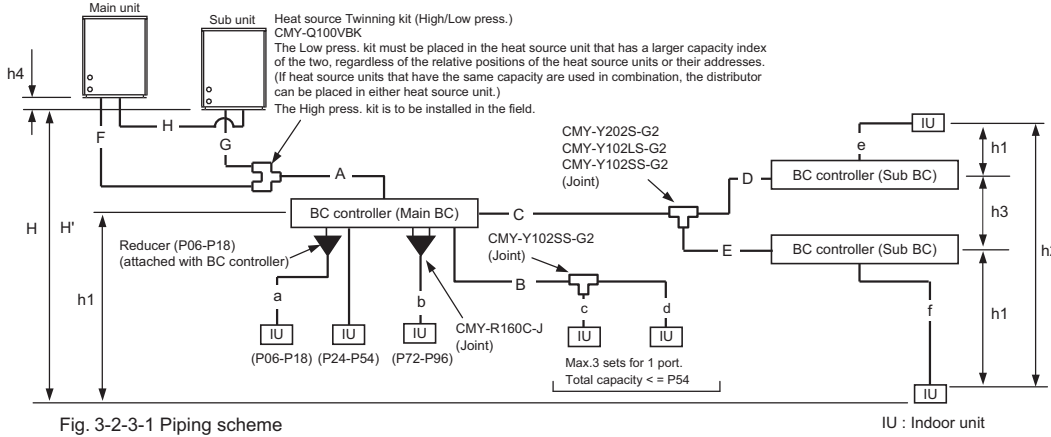 Main unit
Sub unit
Heat source Twinning kit (High/Low press.)
CMY-Q100VBK
The Low press. kit must be placed in the heat source unit that has a larger capacity index
of the two, regardless of the relative positions of the heat source units or their addresses.
(If heat source units that have the same capacity are used in combination, the distributor
can be placed in either heat source unit.)
The High press. kit is to be installed in the field.
h4
H
F
G
A
CMY-Y202S-G2
CMY-Y102LS-G2
CMY-Y102SS-G2
(Joint)
IU
e
h1
D
BC controller (Sub BC)
h3
H
H'
BC controller (Main BC)
C
E
BC controller (Sub BC)
Reducer (P06-P18)
(attached with BC controller)
CMY-Y102SS-G2
(Joint)
B
h1
a
b
c
d
f
h1
IU
IU
IU
CMY-R160C-J
(Joint)
IU
IU
(P06-P18)
(P24-P54)
(P72-P96)
Max.3 sets for 1 port.
Total capacity < = P54
IU
Fig. 3-2-3-1 Piping scheme
IU : Indoor unit